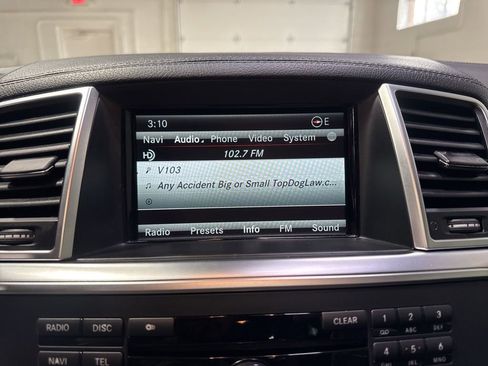 3:10 E
Navi Audio Phone Video System
HD 102.7 FM
V103
Any Accident Big or Small TopDogLaw.c...
Radio Presets Info FM Sound
RADIO DISC CLEAR 1 2 ABC 3 DEF
NAVI TEL 4 GHI 5 JKL 6 MNO